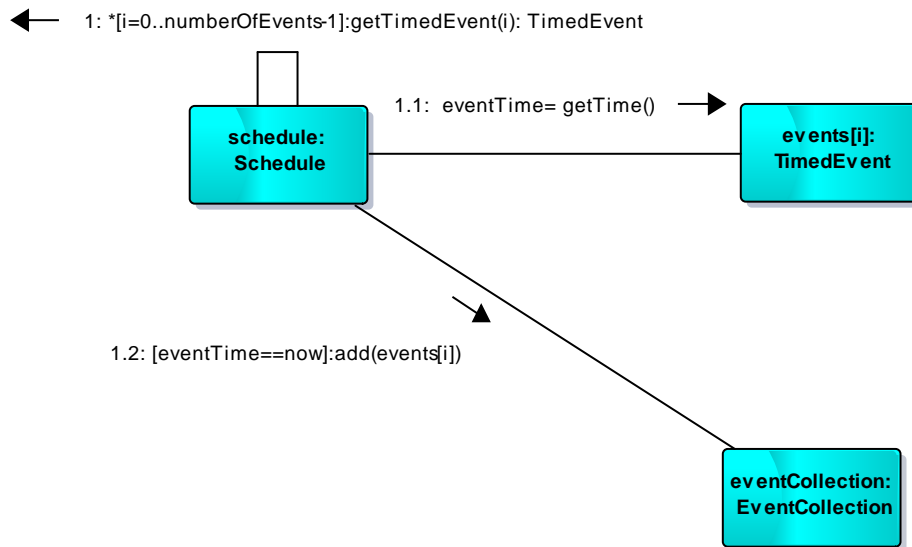 1: *[i=0..numberOfEvents-1]:getTimedEvent(i): TimedEvent
1.1: eventTime= getTime()
schedule:
Schedule
events[i]:
TimedEvent
1.2: [eventTime==now]:add(events[i])
eventCollection:
EventCollection